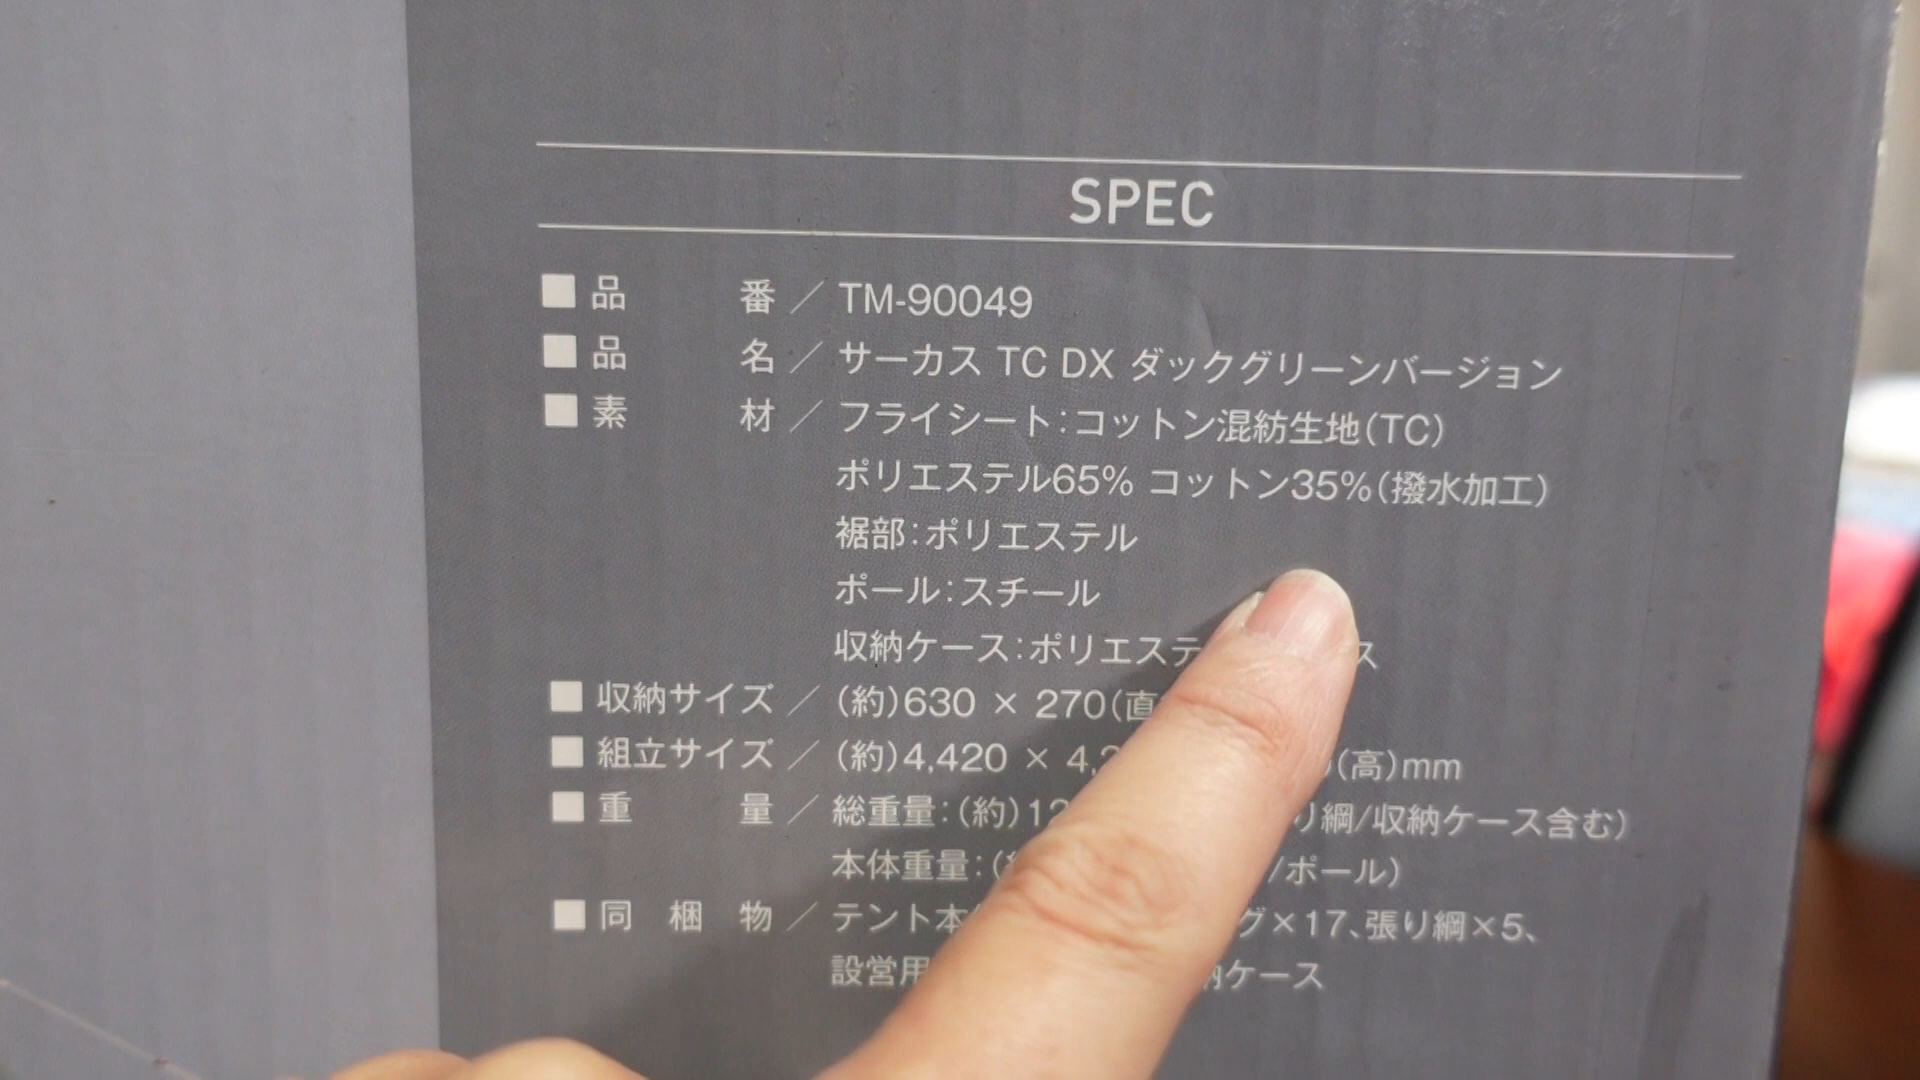 SPEC
■品 番／TM-90049
■品 名／サーカス TC DX ダックグリーンバージョン
■素 材／フライシート:コットン混紡生地(TC)
ポリエステル65% コットン35%(撥水加工)
裾部:ポリエステル
ポール:スチール
収納ケース:ポリエステ ス
■収納サイズ／(約)630 × 270(直
■組立サイズ／(約)4,420 × 4, (高)mm
■重 量／総重量:(約)12 り綱/収納ケース含む)
本体重量:( /ポール)
■同 梱 物／テント本 グ×17、張り綱×5、
設営用 納ケース